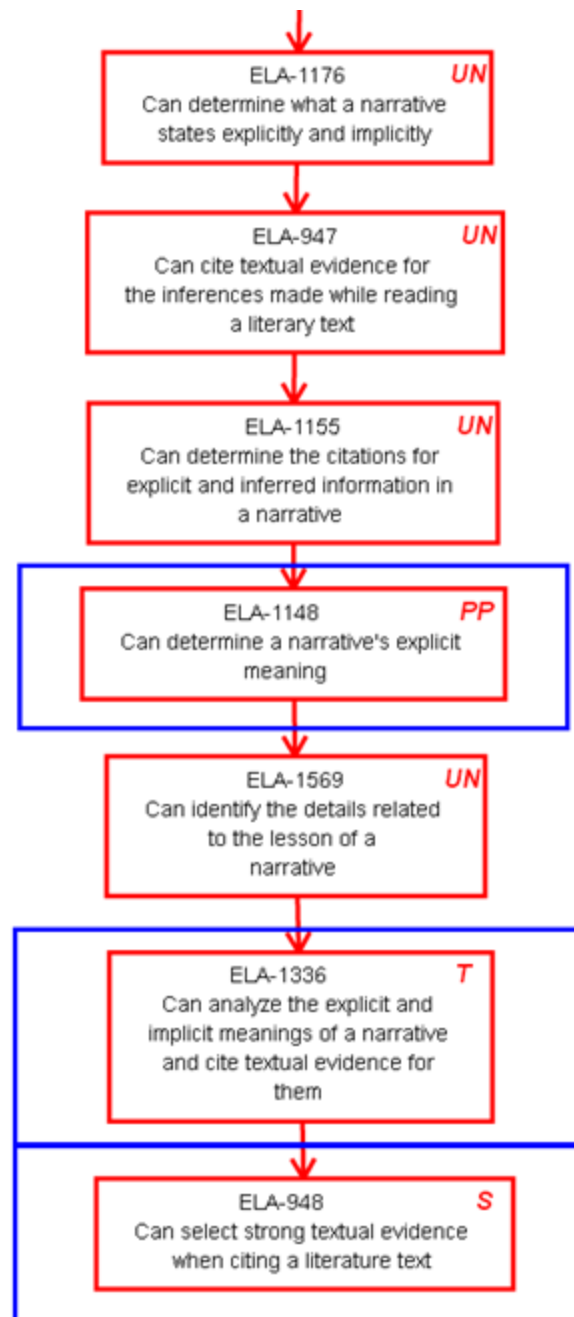 ELA-1176 UN
Can determine what a narrative
states explicitly and implicitly
ELA-947 UN
Can cite textual evidence for
the inferences made while reading
a literary text
ELA-1155 UN
Can determine the citations for
explicit and inferred information in
a narrative
ELA-1148 PP
Can determine a narrative's explicit
meaning
ELA-1569 UN
Can identify the details related
to the lesson of a
narrative
ELA-1336 T
Can analyze the explicit and
implicit meanings of a narrative
and cite textual evidence for
them
ELA-948 S
Can select strong textual evidence
when citing a literature text